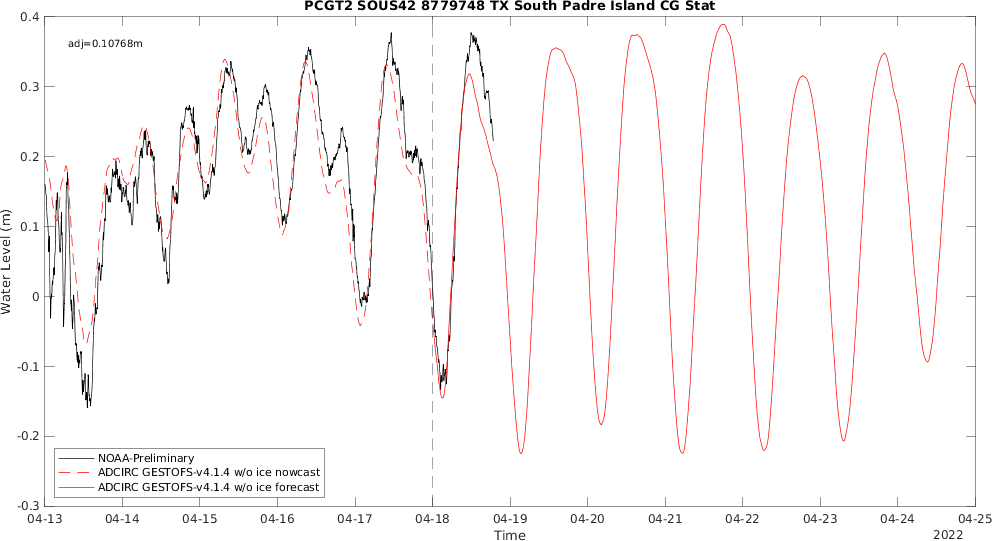 PCGT2 SOUS42 8779748 TX South Padre Island CG Stat
adj=0.10768m
Water Level (m)
0.4
0.3
0.2
0.1
0
-0.1
-0.2
-0.3
NOAA-Preliminary
ADCIRC GESTOFS-v4.1.4 w/o ice nowcast
ADCIRC GESTOFS-v4.1.4 w/o ice forecast
04-13 04-14 04-15 04-16 04-17 04-18 04-19 04-20 04-21 04-22 04-23 04-24 04-25
Time
2022